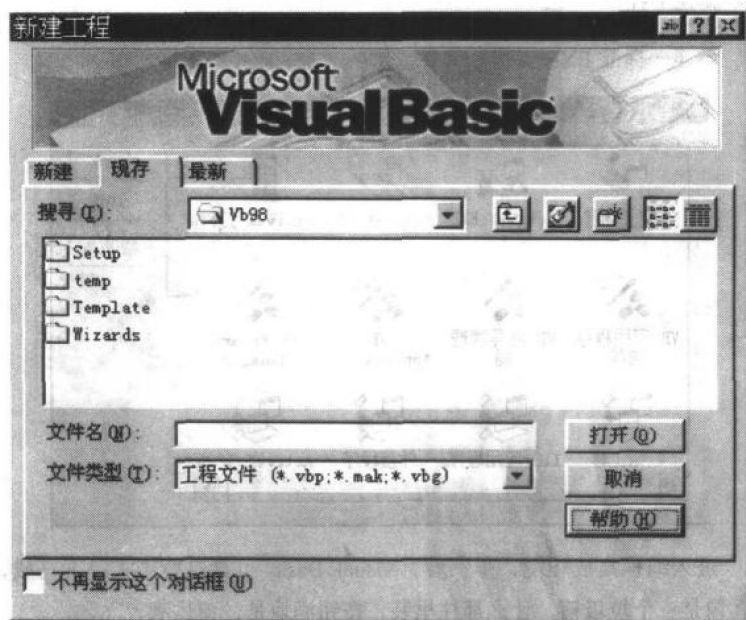 新建工程
Microsoft
Visual Basic
新建 现存 最新
搜寻(I): Vb98
Setup
temp
Template
Wizards
文件名(N):
打开(O)
文件类型(T): 工程文件 (*.vbp;*.mak;*.vbg)
取消
帮助(H)
不再显示这个对话框(U)